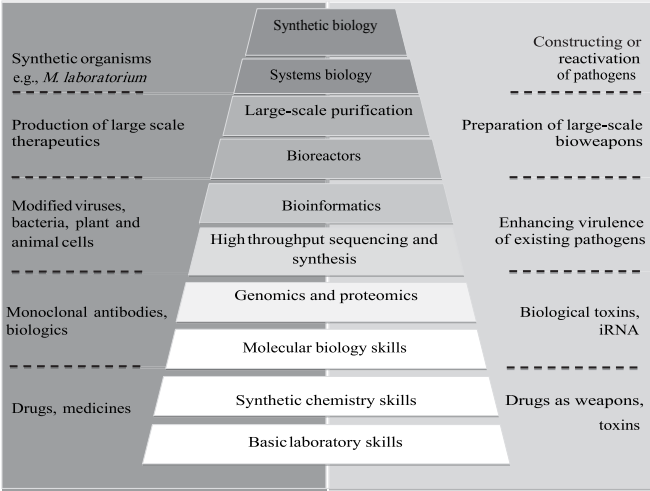 Synthetic biology
Synthetic organisms
e.g., M. laboratorium
Systems biology
Constructing or
reactivation
of pathogens
Production of large scale
therapeutics
Large-scale purification
Bioreactors
Preparation of large-scale
bioweapons
Modified viruses,
bacteria, plant and
animal cells
Bioinformatics
High throughput sequencing and
synthesis
Enhancing virulence
of existing pathogens
Monoclonal antibodies,
biologics
Genomics and proteomics
Molecular biology skills
Biological toxins,
iRNA
Drugs, medicines
Synthetic chemistry skills
Basic laboratory skills
Drugs as weapons,
toxins